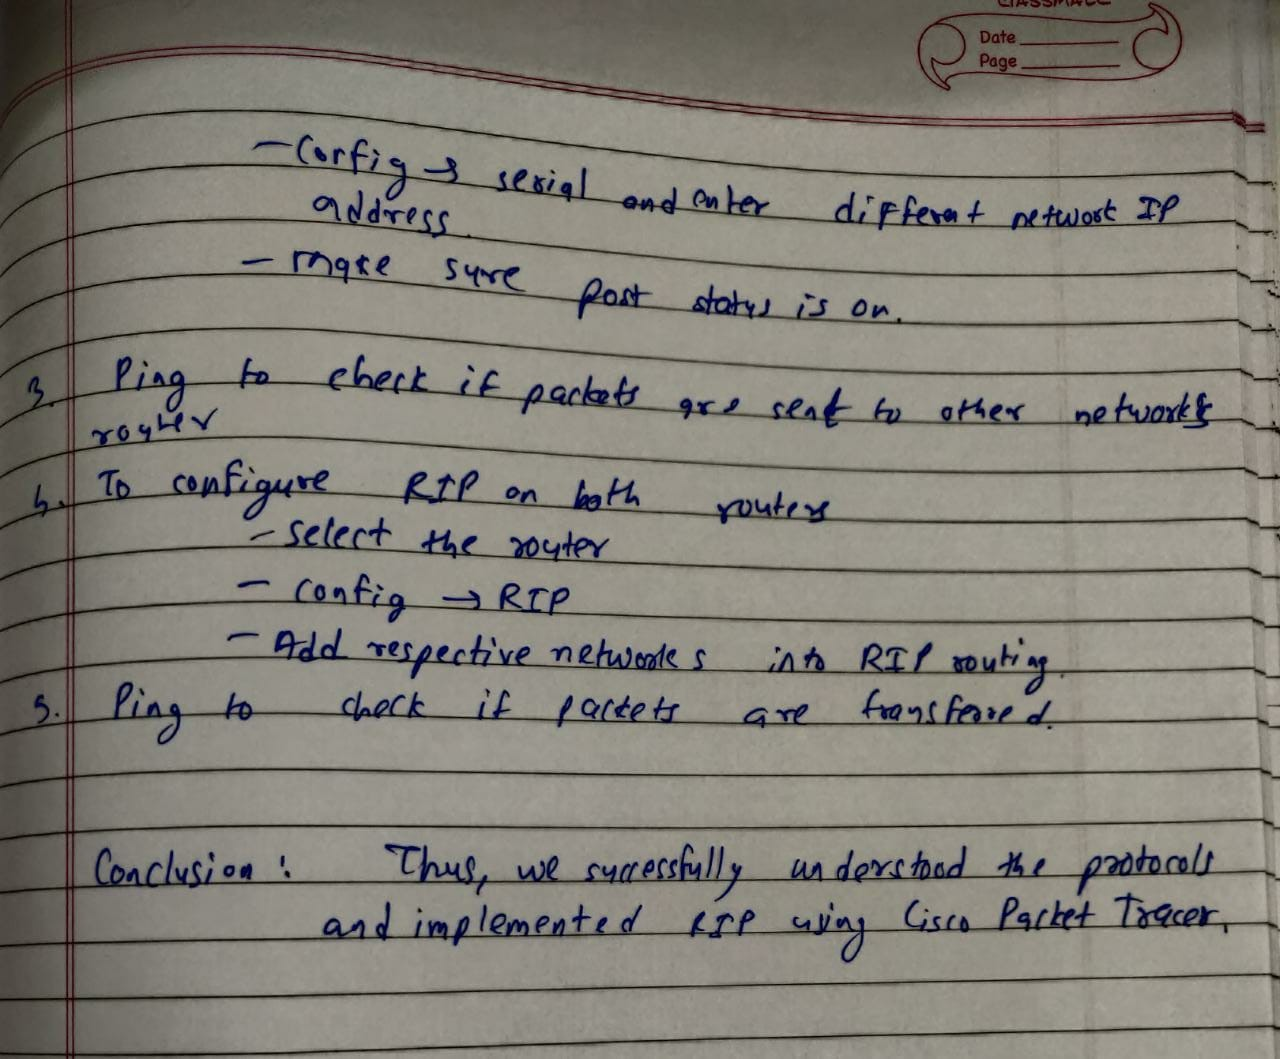 classmate
Date
Page
- Config → serial and enter different network IP
address.
- make sure port status is on.
3. Ping to check if packets are sent to other networks
router
4. To configure RIP on both routers
- select the router
- config → RIP
- Add respective networks into RIP routing.
5. Ping to check if packets are transferred.
Conclusion : Thus, we successfully understood the protocols
and implemented RIP using Cisco Packet Tracer.